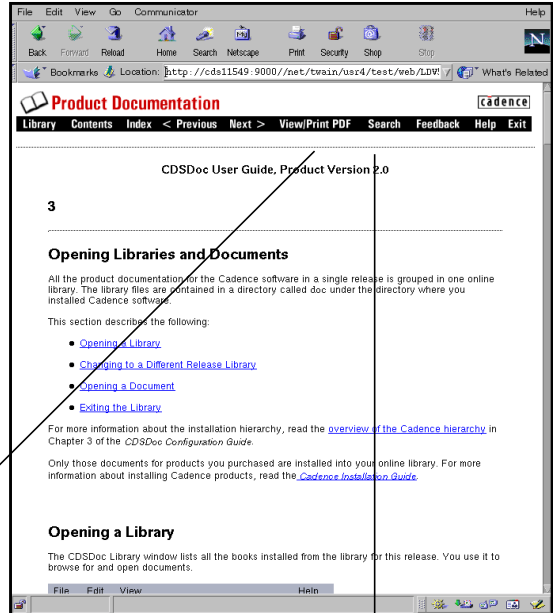 File Edit View Go Communicator Help
Back Forward Reload Home Search Netscape Print Security Shop Stop
N
Bookmarks Location: http://cds11549:9000//net/twain/usr4/test/web/LDW! What's Related
Product Documentation cādence
Library Contents Index < Previous Next > View/Print PDF Search Feedback Help Exit
CDSDoc User Guide, Product Version 2.0
3
Opening Libraries and Documents
All the product documentation for the Cadence software in a single release is grouped in one online
library. The library files are contained in a directory called doc under the directory where you
installed Cadence software.
This section describes the following:
Opening a Library
Changing to a Different Release Library
Opening a Document
Exiting the Library
For more information about the installation hierarchy, read the overview of the Cadence hierarchy in
Chapter 3 of the CDSDoc Configuration Guide.
Only those documents for products you purchased are installed into your online library. For more
information about installing Cadence products, read the Cadence Installation Guide.
Opening a Library
The CDSDoc Library window lists all the books installed from the library for this release. You use it to
browse for and open documents.
File Edit View Help